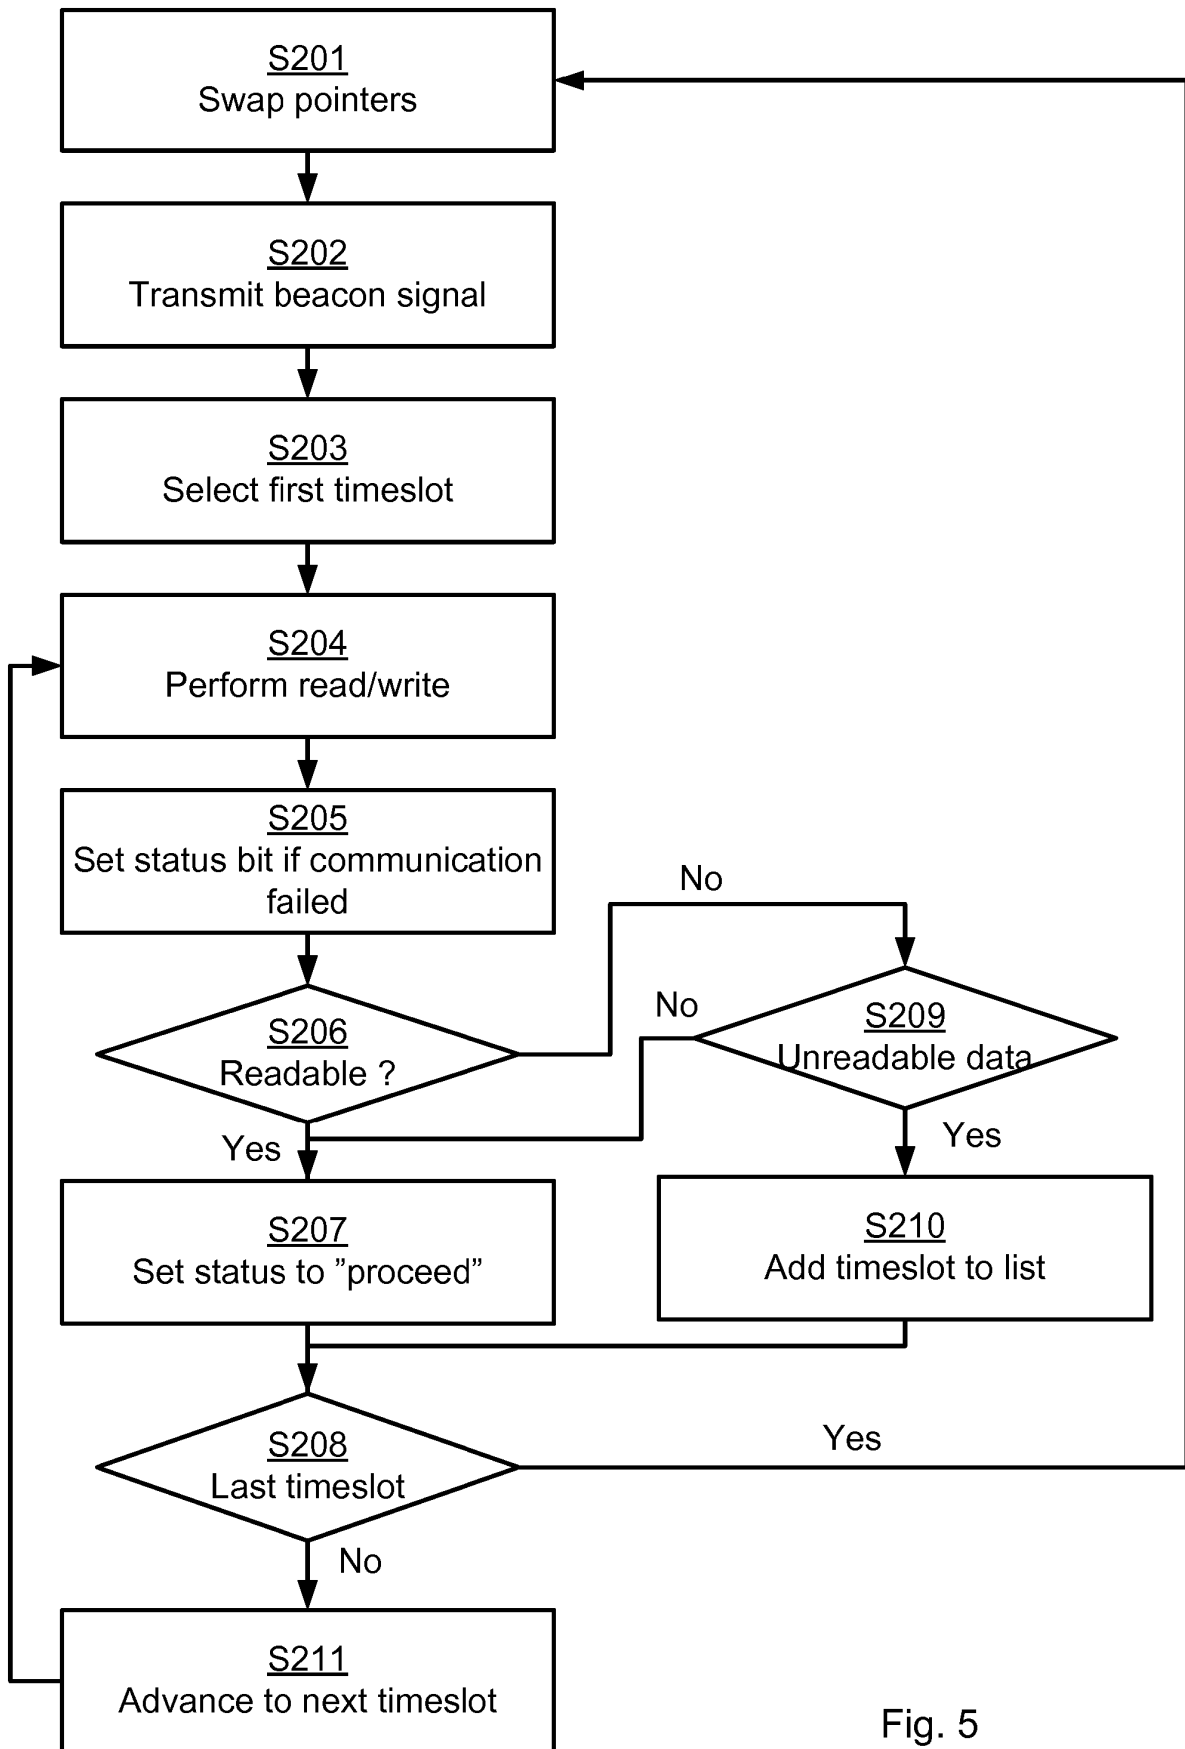 S201
Swap pointers
S202
Transmit beacon signal
S203
Select first timeslot
S204
Perform read/write
S205
Set status bit if communication
failed
No
S206
Readable ?
No
S209
Unreadable data
Yes
Yes
S207
Set status to ”proceed”
S210
Add timeslot to list
S208
Last timeslot
Yes
No
S211
Advance to next timeslot
Fig. 5